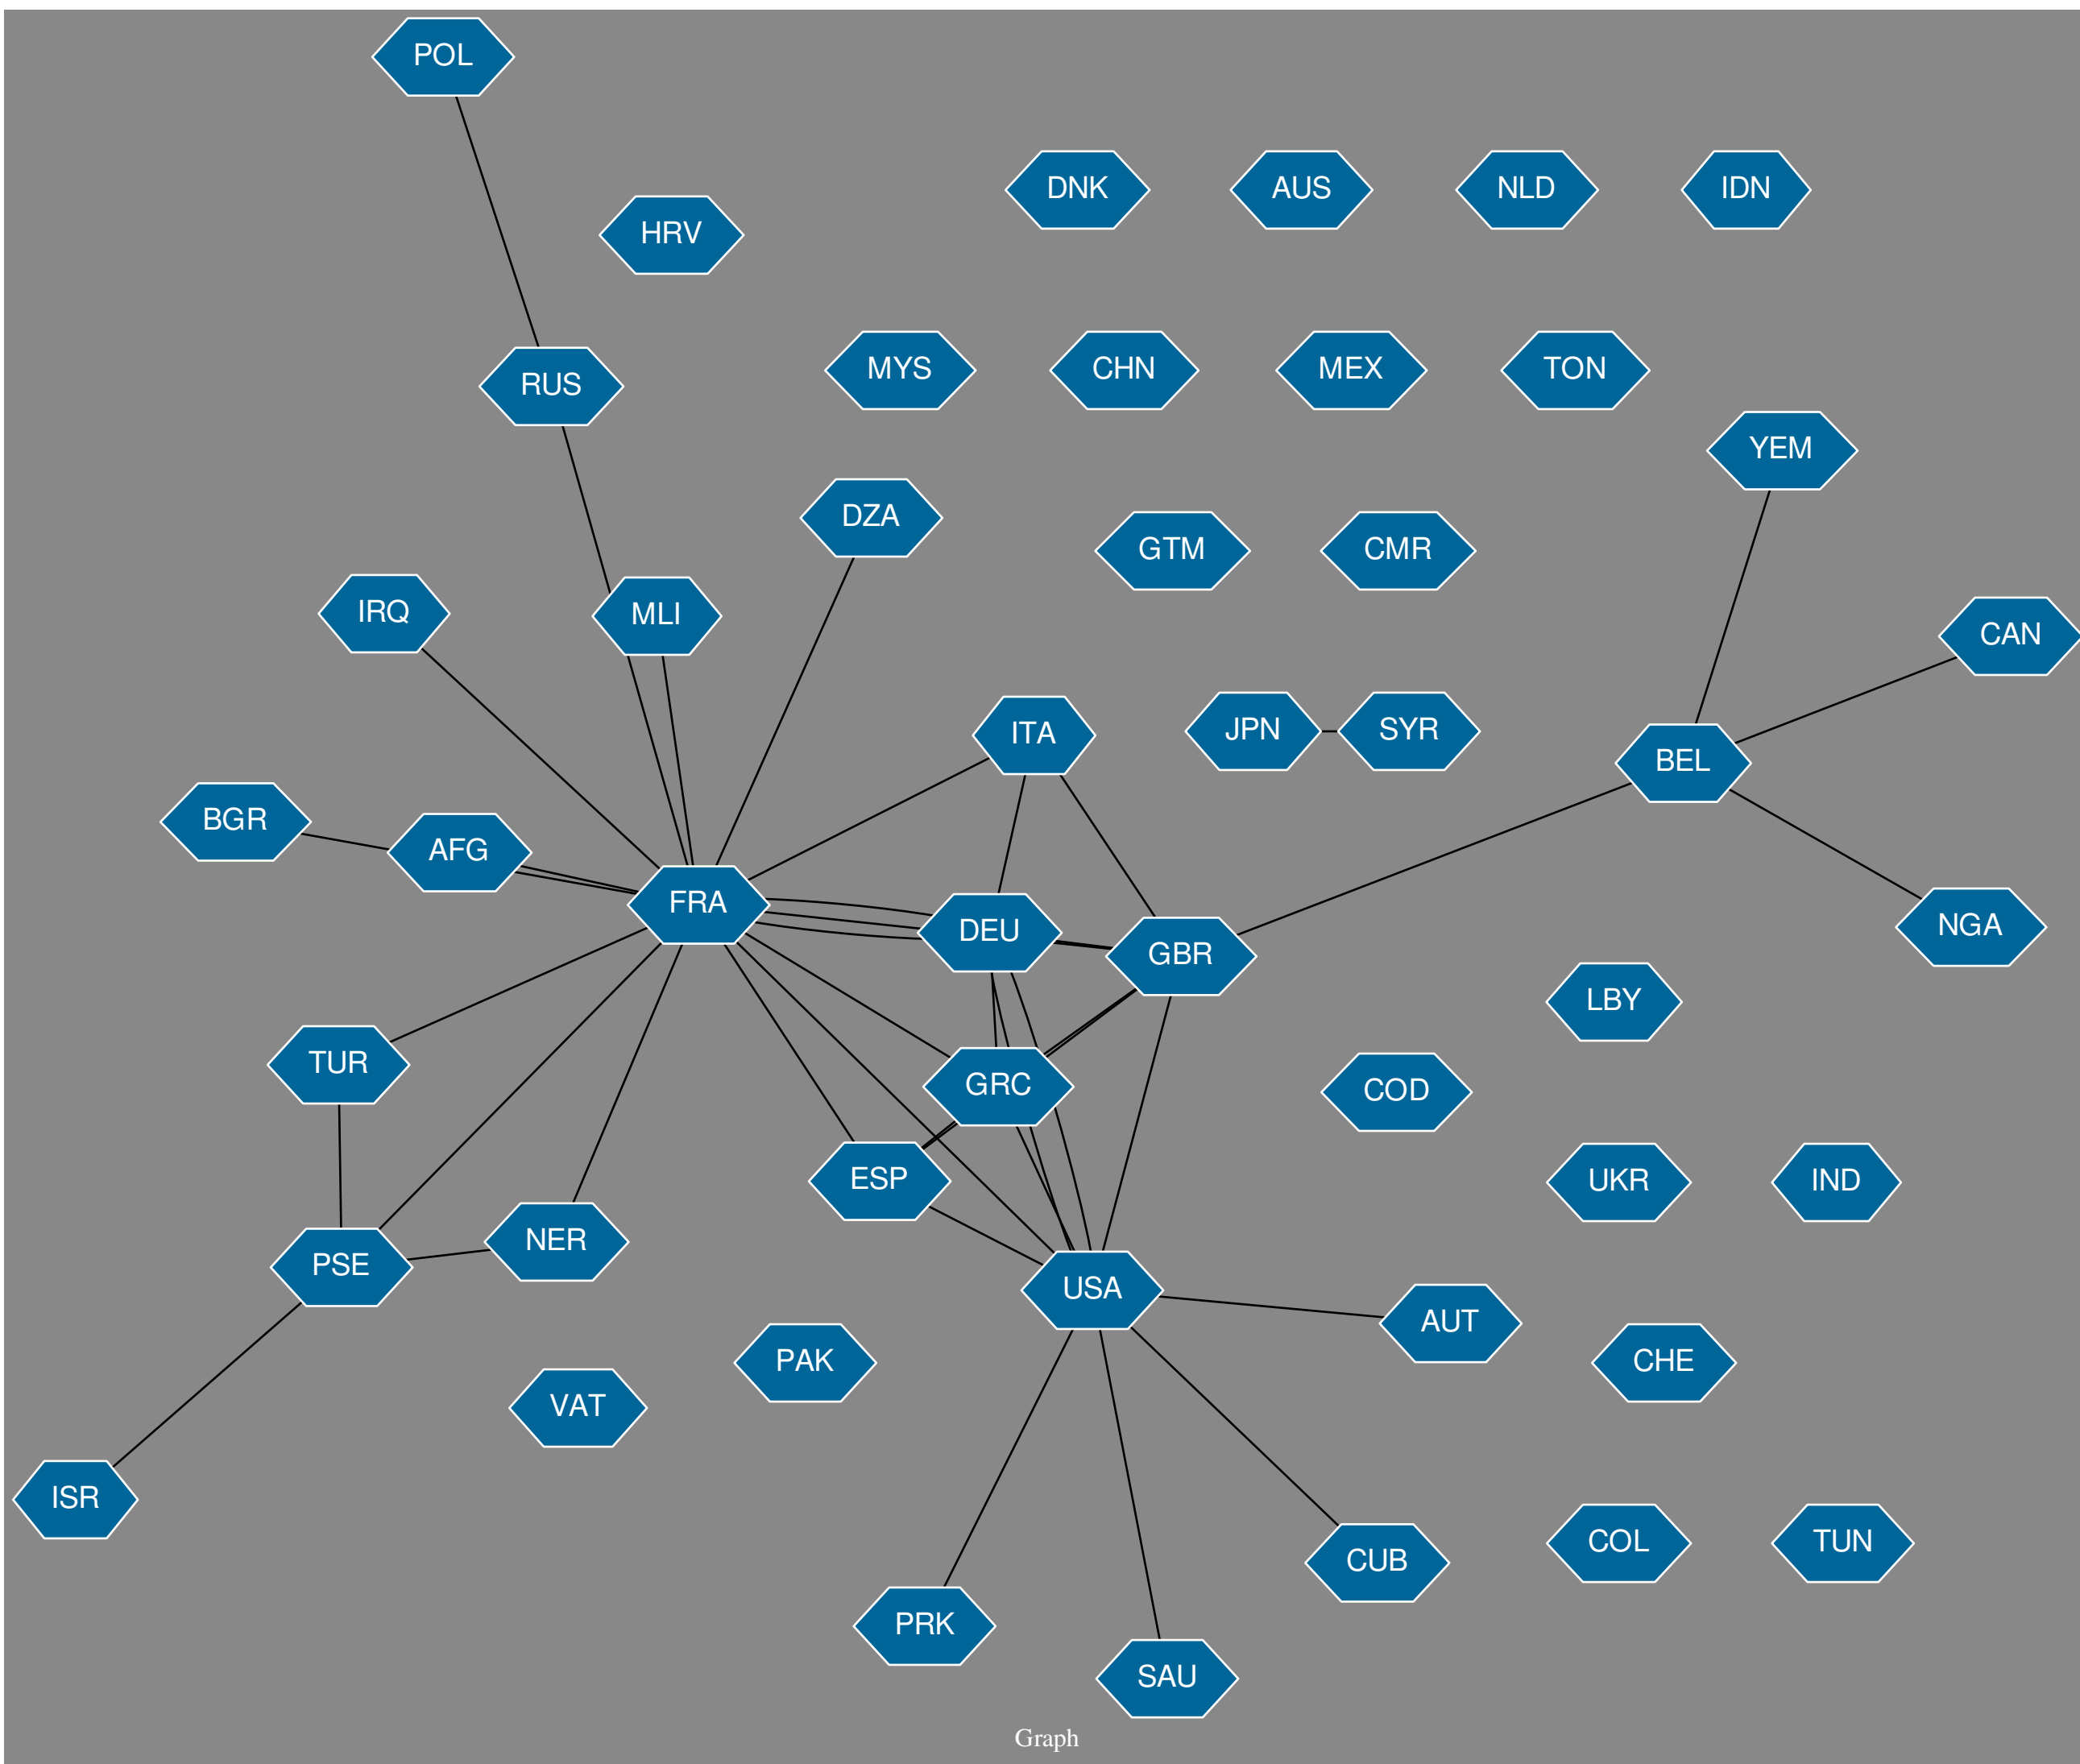 POL
DNK
AUS
NLD
IDN
HRV
MYS
CHN
MEX
TON
RUS
YEM
DZA
GTM
CMR
IRQ
MLI
CAN
ITA
JPN
SYR
BEL
BGR
AFG
FRA
DEU
GBR
NGA
LBY
TUR
GRC
COD
ESP
UKR
IND
PSE
NER
USA
AUT
PAK
CHE
VAT
ISR
CUB
COL
TUN
PRK
SAU
Graph